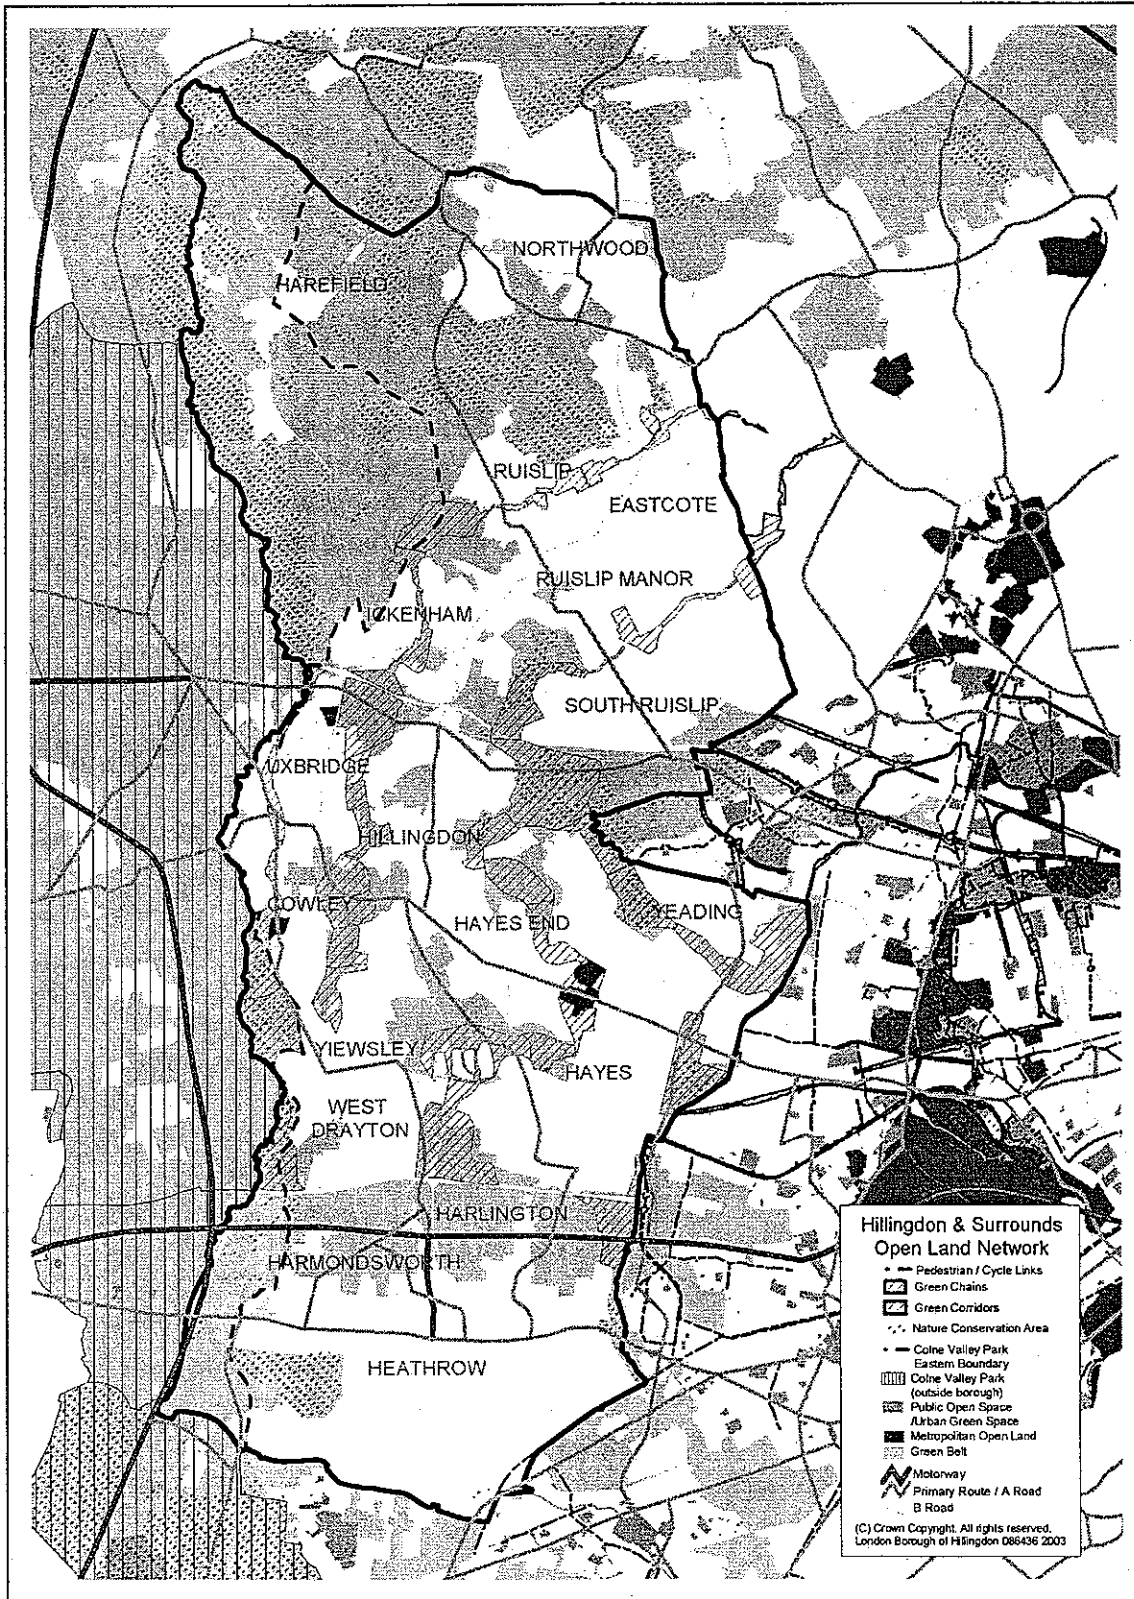 NORTHWOOD
HAREFIELD
RUISLIP
EASTCOTE
RUISLIP MANOR
ICKENHAM
SOUTH RUISLIP
UXBRIDGE
HILLINGDON
COWLEY
HAYES END
YEADING
YIEWSLEY
HAYES
WEST
DRAYTON
HARLINGTON
HARMONDSWORTH
HEATHROW
Hillingdon & Surrounds
Open Land Network
Pedestrian / Cycle Links
Green Chains
Green Corridors
Nature Conservation Area
Colne Valley Park
Eastern Boundary
Colne Valley Park
(outside borough)
Public Open Space
/Urban Green Space
Metropolitan Open Land
Green Belt
Motorway
Primary Route / A Road
B Road
(C) Crown Copyright. All rights reserved.
London Borough of Hillingdon 086436 2003